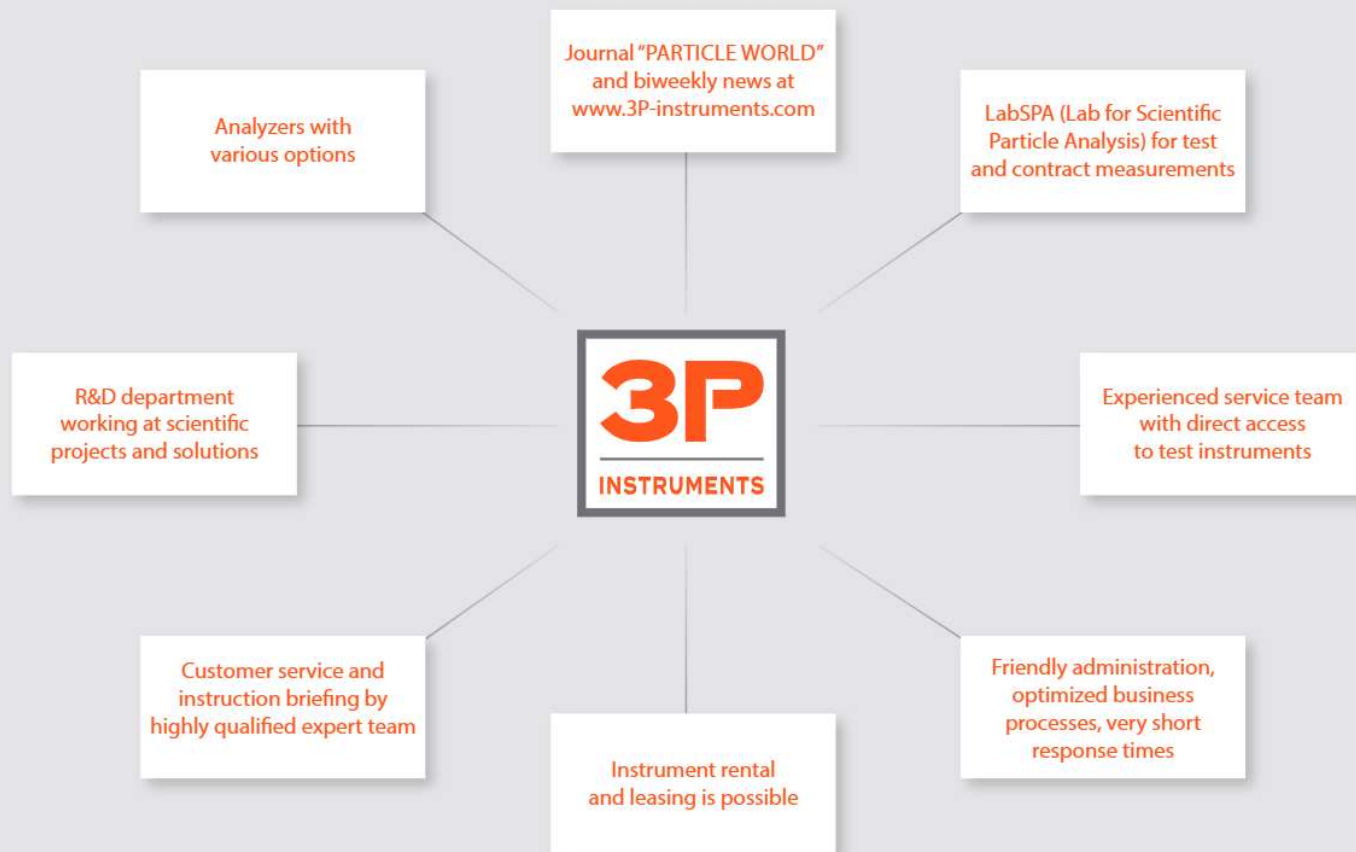 Journal “PARTICLE WORLD”
and biweekly news at
www.3P-instruments.com
Analyzers with
various options
LabSPA (Lab for Scientific
Particle Analysis) for test
and contract measurements
R&D department
working at scientific
projects and solutions
3P
INSTRUMENTS
Experienced service team
with direct access
to test instruments
Customer service and
instruction briefing by
highly qualified expert team
Instrument rental
and leasing is possible
Friendly administration,
optimized business
processes, very short
response times